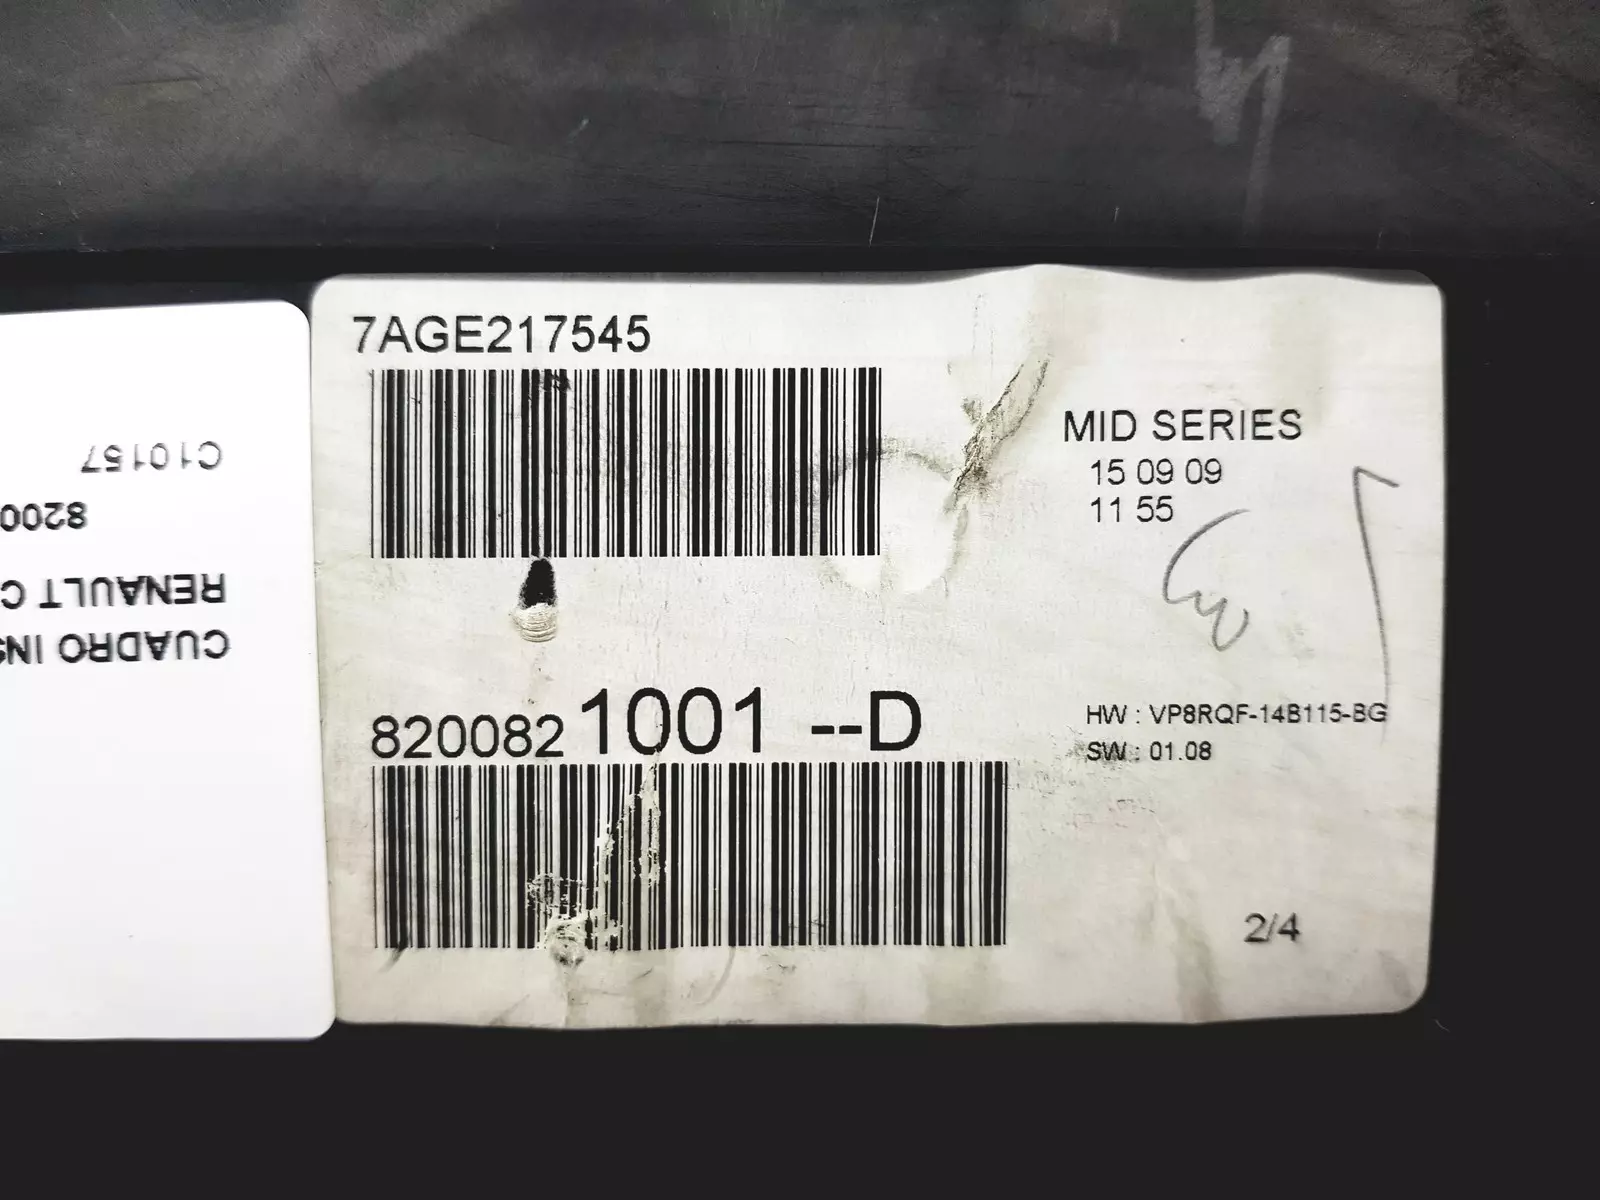 7AGE217545
MID SERIES
15 09 09
11 55
8200821001 --D
HW : VP8RQF-14B115-BG
SW : 01.08
2/4
CUADRO INS
RENAULT C
8200
C10157